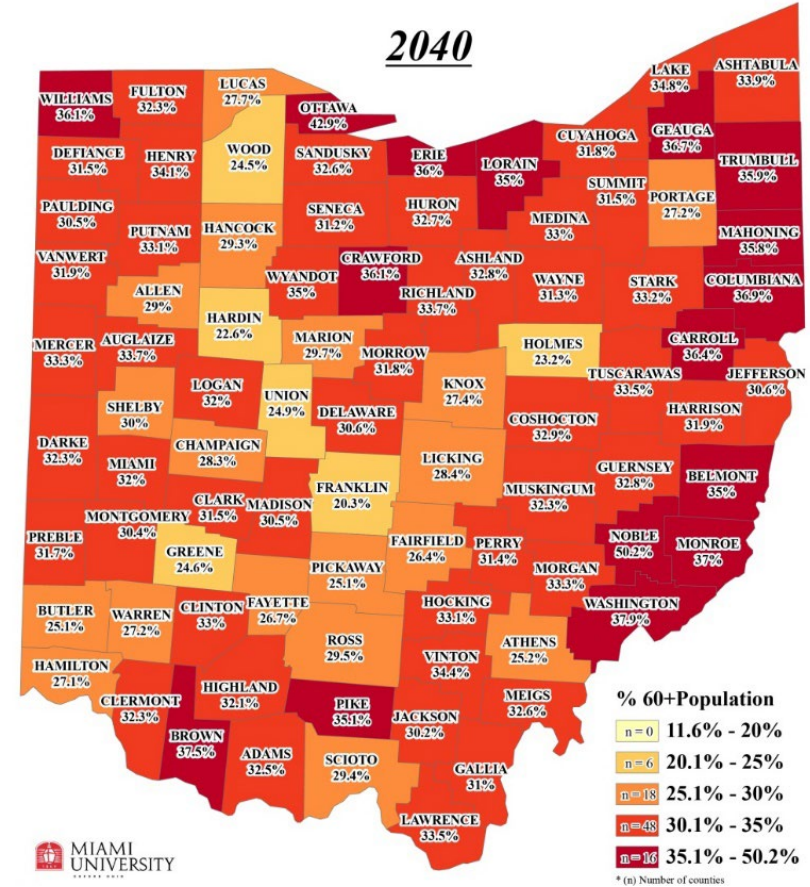 2040
LAKE
34.8%
ASHTABULA
33.9%
WILLIAMS
36.1%
FULTON
32.3%
LUCAS
27.7%
OTTAWA
42.9%
GEAUGA
36.7%
CUYAHOGA
31.8%
DEFIANCE
31.5%
HENRY
34.1%
WOOD
24.5%
SANDUSKY
32.6%
ERIE
36%
LORAIN
35%
TRUMBULL
35.9%
SUMMIT
31.5%
PORTAGE
27.2%
PAULDING
30.5%
PUTNAM
33.1%
HANCOCK
29.3%
SENECA
31.2%
HURON
32.7%
MEDINA
33%
MAHONING
35.8%
VANWERT
31.9%
ALLEN
29%
WYANDOT
35%
CRAWFORD
36.1%
RICHLAND
33.7%
ASHLAND
32.8%
WAYNE
31.3%
STARK
33.2%
COLUMBIANA
36.9%
HARDIN
22.6%
MERCER
33.3%
AUGLAIZE
33.7%
MARION
29.7%
MORROW
31.8%
HOLMES
23.2%
CARROLL
36.4%
TUSCARAWAS
33.5%
JEFFERSON
30.6%
SHELBY
30%
LOGAN
32%
UNION
24.9%
DELAWARE
30.6%
KNOX
27.4%
COSHOCTON
32.9%
HARRISON
31.9%
DARKE
32.3%
MIAMI
32%
CHAMPAIGN
28.3%
LICKING
28.4%
GUERNSEY
32.8%
BELMONT
35%
MONTGOMERY
30.4%
CLARK
31.5%
MADISON
30.5%
FRANKLIN
20.3%
MUSKINGUM
32.3%
PREBLE
31.7%
GREENE
24.6%
PICKAWAY
25.1%
FAIRFIELD
26.4%
PERRY
31.4%
MORGAN
33.3%
NOBLE
50.2%
MONROE
37%
BUTLER
25.1%
WARREN
27.2%
CLINTON
33%
FAYETTE
26.7%
HOCKING
33.1%
WASHINGTON
37.9%
ROSS
29.5%
ATHENS
25.2%
HAMILTON
27.1%
VINTON
34.4%
CLERMONT
32.3%
HIGHLAND
32.1%
PIKE
35.1%
JACKSON
30.2%
MEIGS
32.6%
BROWN
37.5%
ADAMS
32.5%
SCIOTO
29.4%
GALLIA
31%
LAWRENCE
33.5%
% 60+Population
n = 0 11.6% - 20%
n = 6 20.1% - 25%
n = 18 25.1% - 30%
n = 48 30.1% - 35%
n = 16 35.1% - 50.2%
* (n) Number of counties
MIAMI
UNIVERSITY
OXFORD OHIO